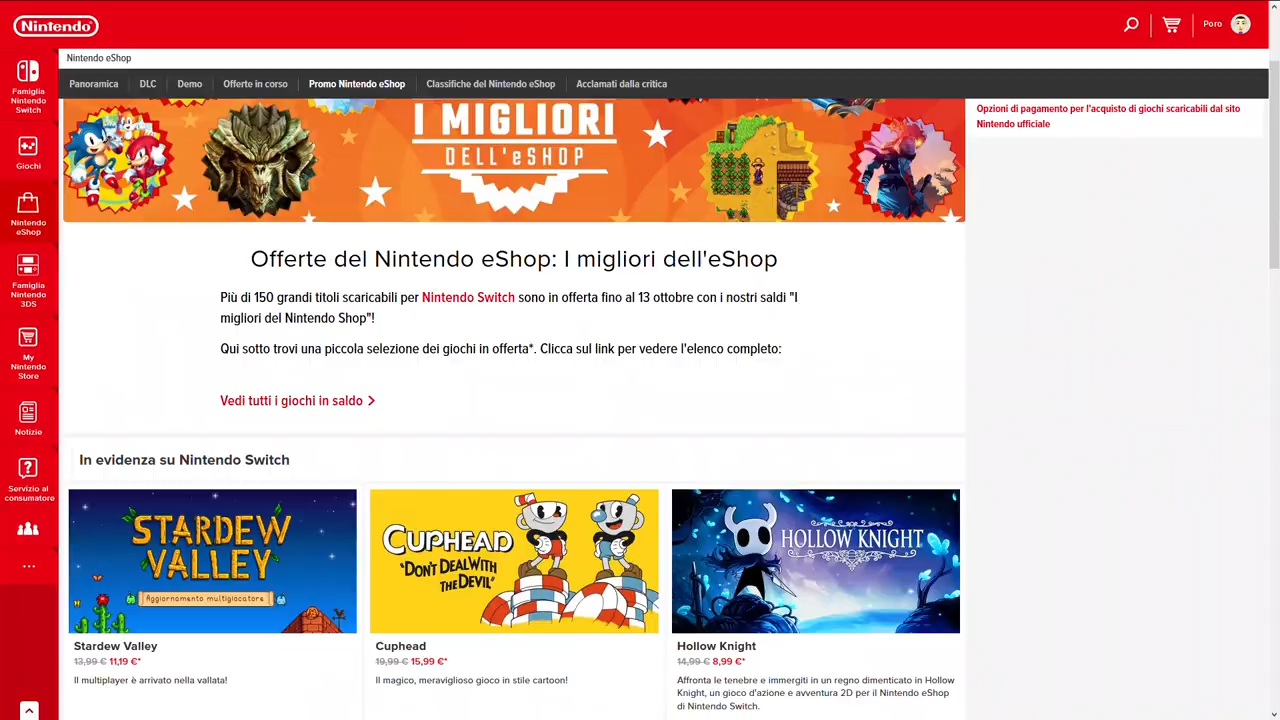 Nintendo
Poro
Famiglia
Nintendo
Switch
Giochi
Nintendo
eShop
Famiglia
Nintendo
3DS
My
Nintendo
Store
Notizie
Servizio al
consumatore
...
Nintendo eShop
Panoramica
DLC
Demo
Offerte in corso
Promo Nintendo eShop
Classifiche del Nintendo eShop
Acclamati dalla critica
I MIGLIORI
DELL'eSHOP
Opzioni di pagamento per l'acquisto di giochi scaricabili dal sito
Nintendo ufficiale
Offerte del Nintendo eShop: I migliori dell'eShop
Più di 150 grandi titoli scaricabili per Nintendo Switch sono in offerta fino al 13 ottobre con i nostri saldi "I
migliori del Nintendo Shop"!
Qui sotto trovi una piccola selezione dei giochi in offerta*. Clicca sul link per vedere l'elenco completo:
Vedi tutti i giochi in saldo
In evidenza su Nintendo Switch
STARDEW
VALLEY
Aggiornamento multigiocatore
Stardew Valley
13,99 € 11,19 €*
Il multiplayer è arrivato nella vallata!
CUPHEAD
"DON'T DEAL WITH
THE DEVIL"
Cuphead
19,99 € 15,99 €*
Il magico, meraviglioso gioco in stile cartoon!
HOLLOW KNIGHT
Hollow Knight
14,99 € 8,99 €*
Affronta le tenebre e immergiti in un regno dimenticato in Hollow
Knight, un gioco d'azione e avventura 2D per il Nintendo eShop
di Nintendo Switch.